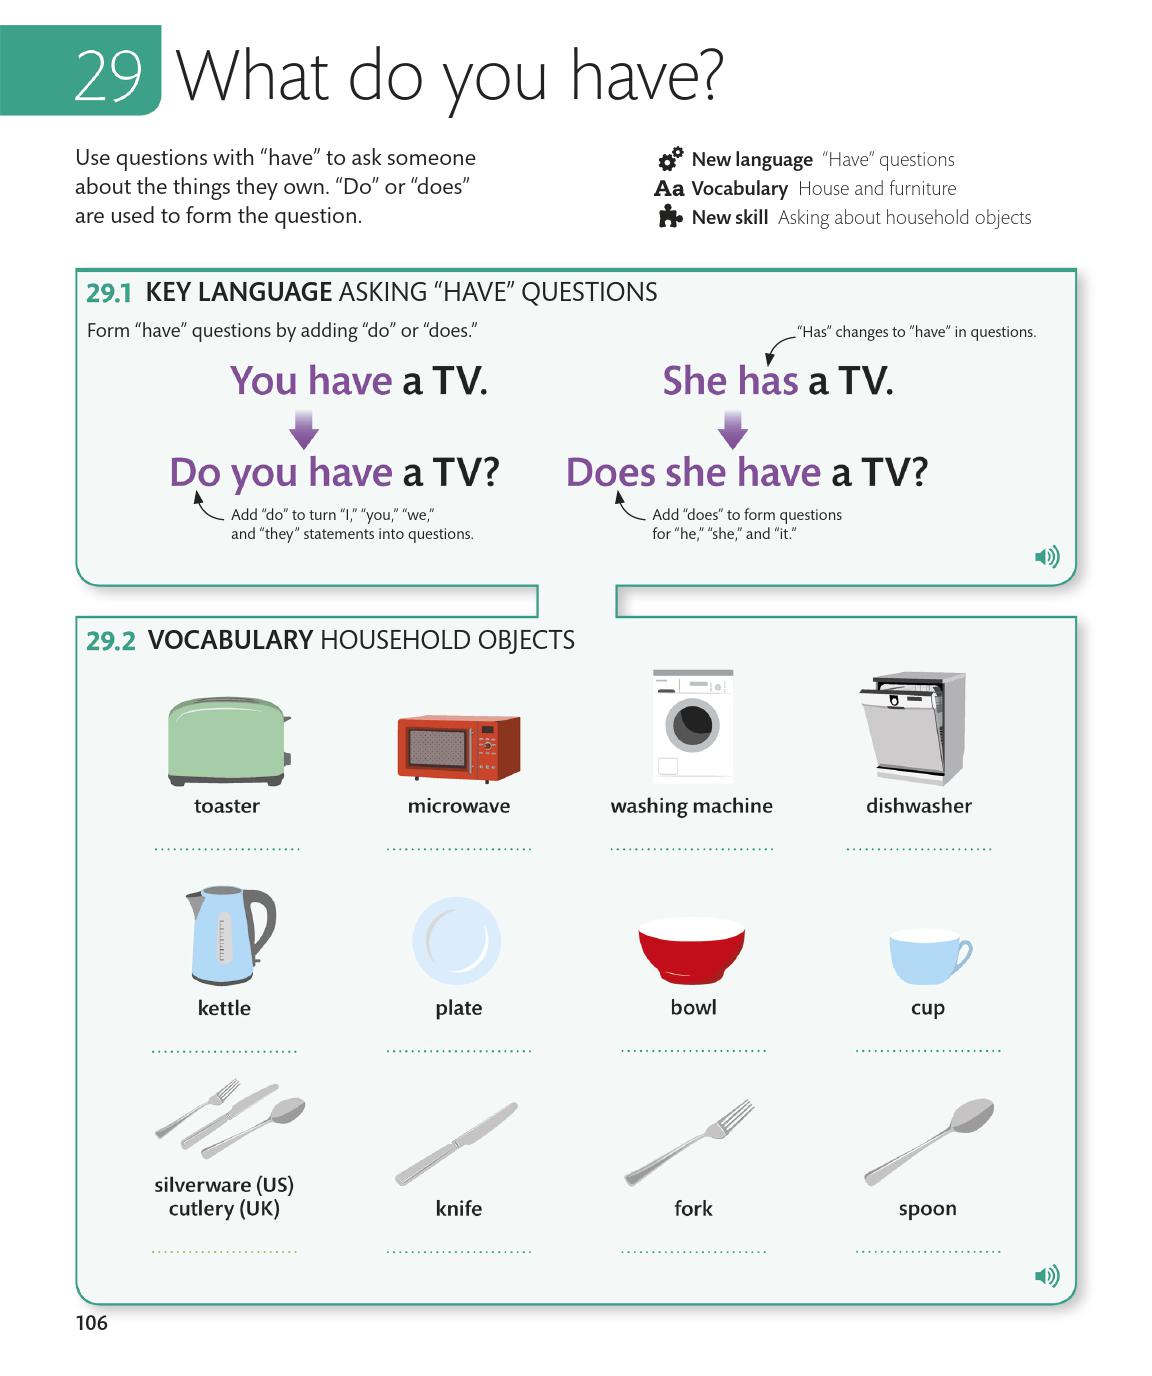 29 What do you have?
Use questions with “have” to ask someone
about the things they own. “Do” or “does”
are used to form the question.
New language “Have” questions
Aa Vocabulary House and furniture
New skill Asking about household objects
29.1 KEY LANGUAGE ASKING “HAVE” QUESTIONS
Form “have” questions by adding “do” or “does.”
You have a TV.
Do you have a TV?
Add “do” to turn “I,” “you,” “we,”
and “they” statements into questions.
“Has” changes to “have” in questions.
She has a TV.
Does she have a TV?
Add “does” to form questions
for “he,” “she,” and “it.”
29.2 VOCABULARY HOUSEHOLD OBJECTS
toaster
microwave
washing machine
dishwasher
kettle
plate
bowl
cup
silverware (US)
cutlery (UK)
knife
fork
spoon
106